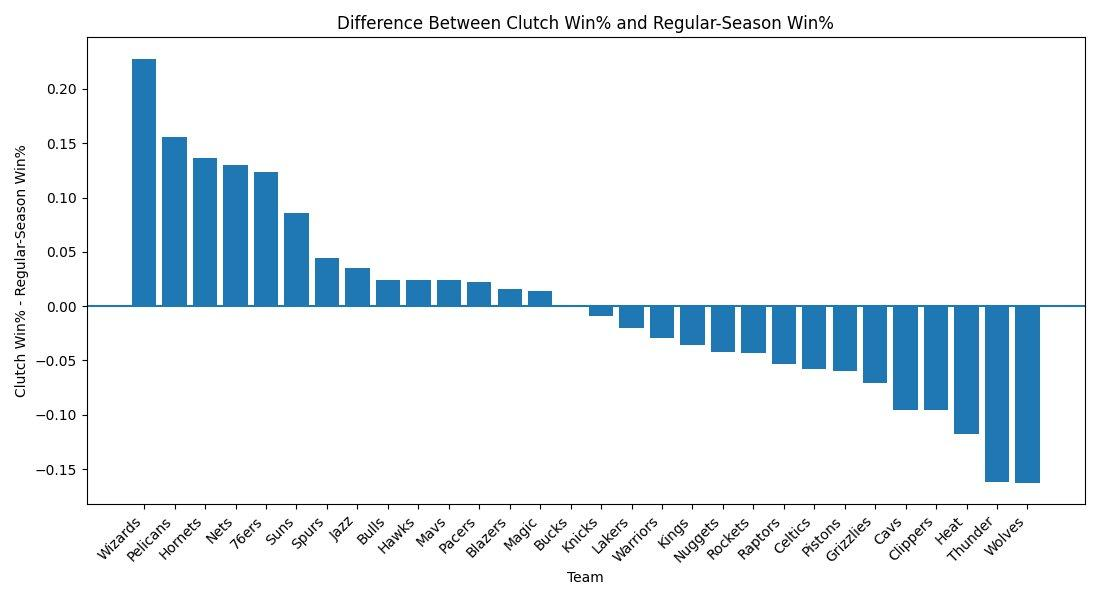 Difference Between Clutch Win% and Regular-Season Win%
Clutch Win% - Regular-Season Win%
0.20
0.15
0.10
0.05
0.00
−0.05
−0.10
−0.15
Wizards
Pelicans
Hornets
Nets
76ers
Suns
Spurs
Jazz
Bulls
Hawks
Mavs
Pacers
Blazers
Magic
Bucks
Knicks
Lakers
Warriors
Kings
Nuggets
Rockets
Raptors
Celtics
Pistons
Grizzlies
Cavs
Clippers
Heat
Thunder
Wolves
Team